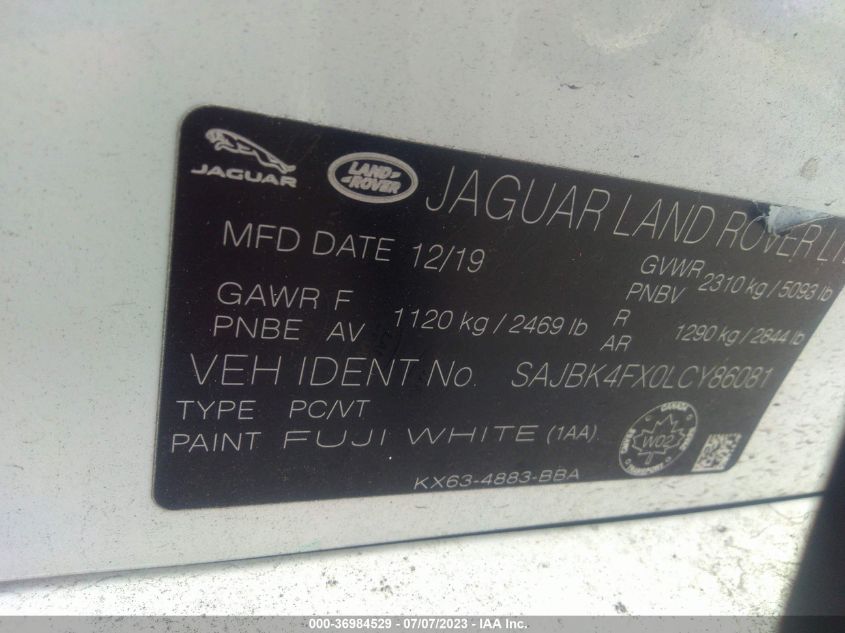 JAGUAR
LAND ROVER
JAGUAR LAND ROVER
MFD DATE 12/19
GVWR
PNBV 2310 kg / 5093 lb
GAWR F
PNBE AV 1120 kg / 2469 lb
R
AR 1290 kg / 2844 lb
VEH IDENT No. SAJBK4FX0LCY86081
TYPE PC/VT
PAINT FUJI WHITE (1AA)
CANADA
W02
TRANSPORT
KX63-4883-BBA
000-36984529 - 07/07/2023 - IAA Inc.